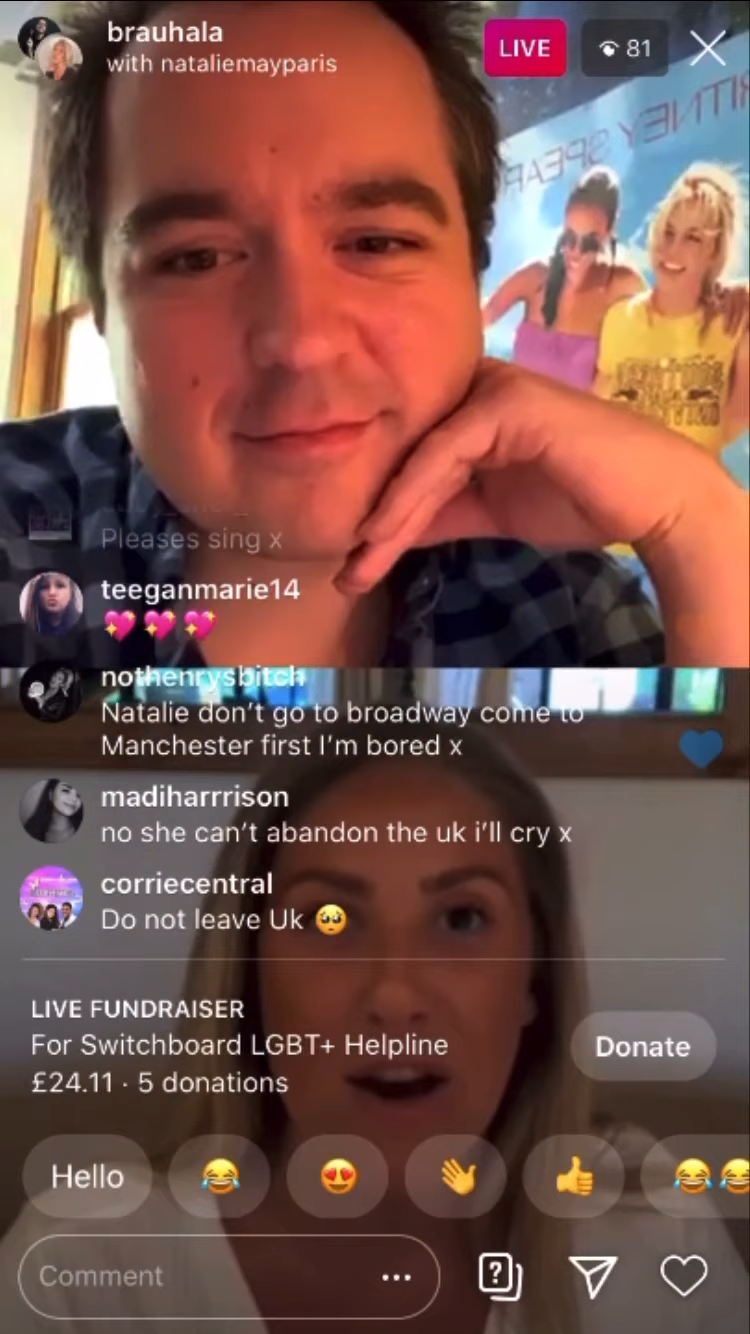 brauhala
with nataliemayparis
LIVE
81
BRITNEY SPEARS
Pleases sing x
teeganmarie14
💖💖💖
nothenrysbitch
Natalie don't go to broadway come to
Manchester first I'm bored x
madiharrrison
no she can't abandon the uk i'll cry x
corriecentral
Do not leave Uk 🥺
LIVE FUNDRAISER
For Switchboard LGBT+ Helpline
£24.11 · 5 donations
Donate
Hello
😂
😍
👋
👍
😂😂
Comment